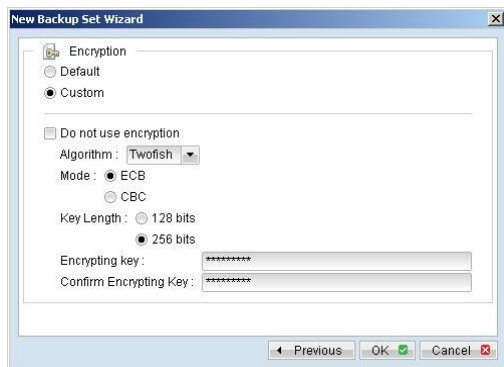 New Backup Set Wizard
Encryption
Default
Custom
Do not use encryption
Algorithm : Twofish
Mode : ECB
CBC
Key Length : 128 bits
256 bits
Encrypting key : *********
Confirm Encrypting Key : *********
Previous OK Cancel